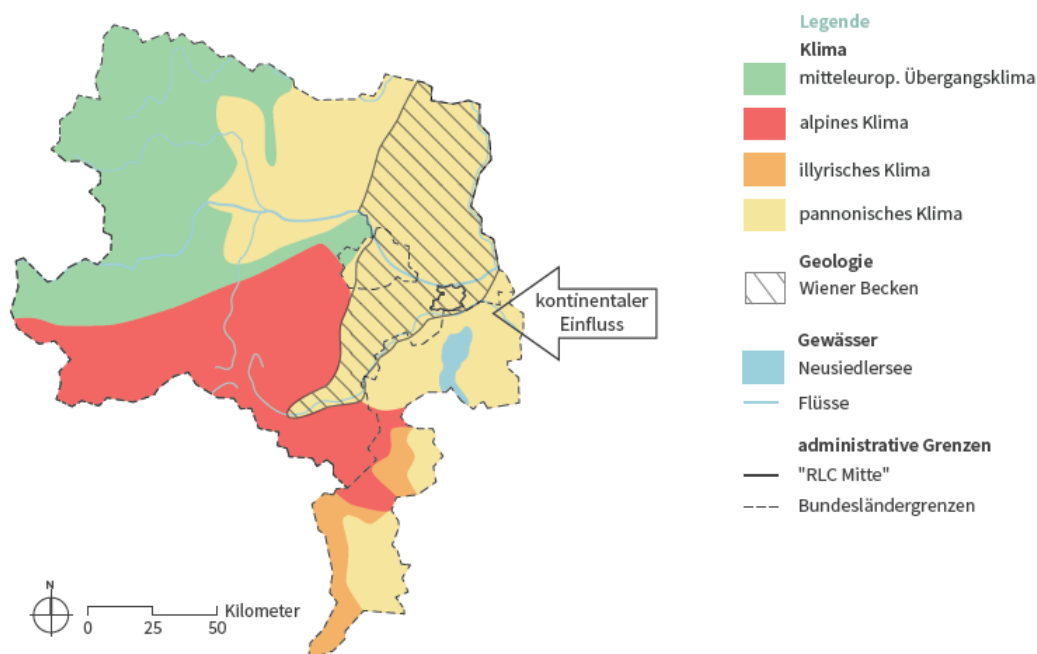 Legende
Klima
mitteleurop. Übergangsklima
alpines Klima
illyrisches Klima
pannonisches Klima
Geologie
Wiener Becken
Gewässer
Neusiedlersee
Flüsse
administrative Grenzen
"RLC Mitte"
Bundesländergrenzen
kontinentaler
Einfluss
N
Kilometer
0 25 50